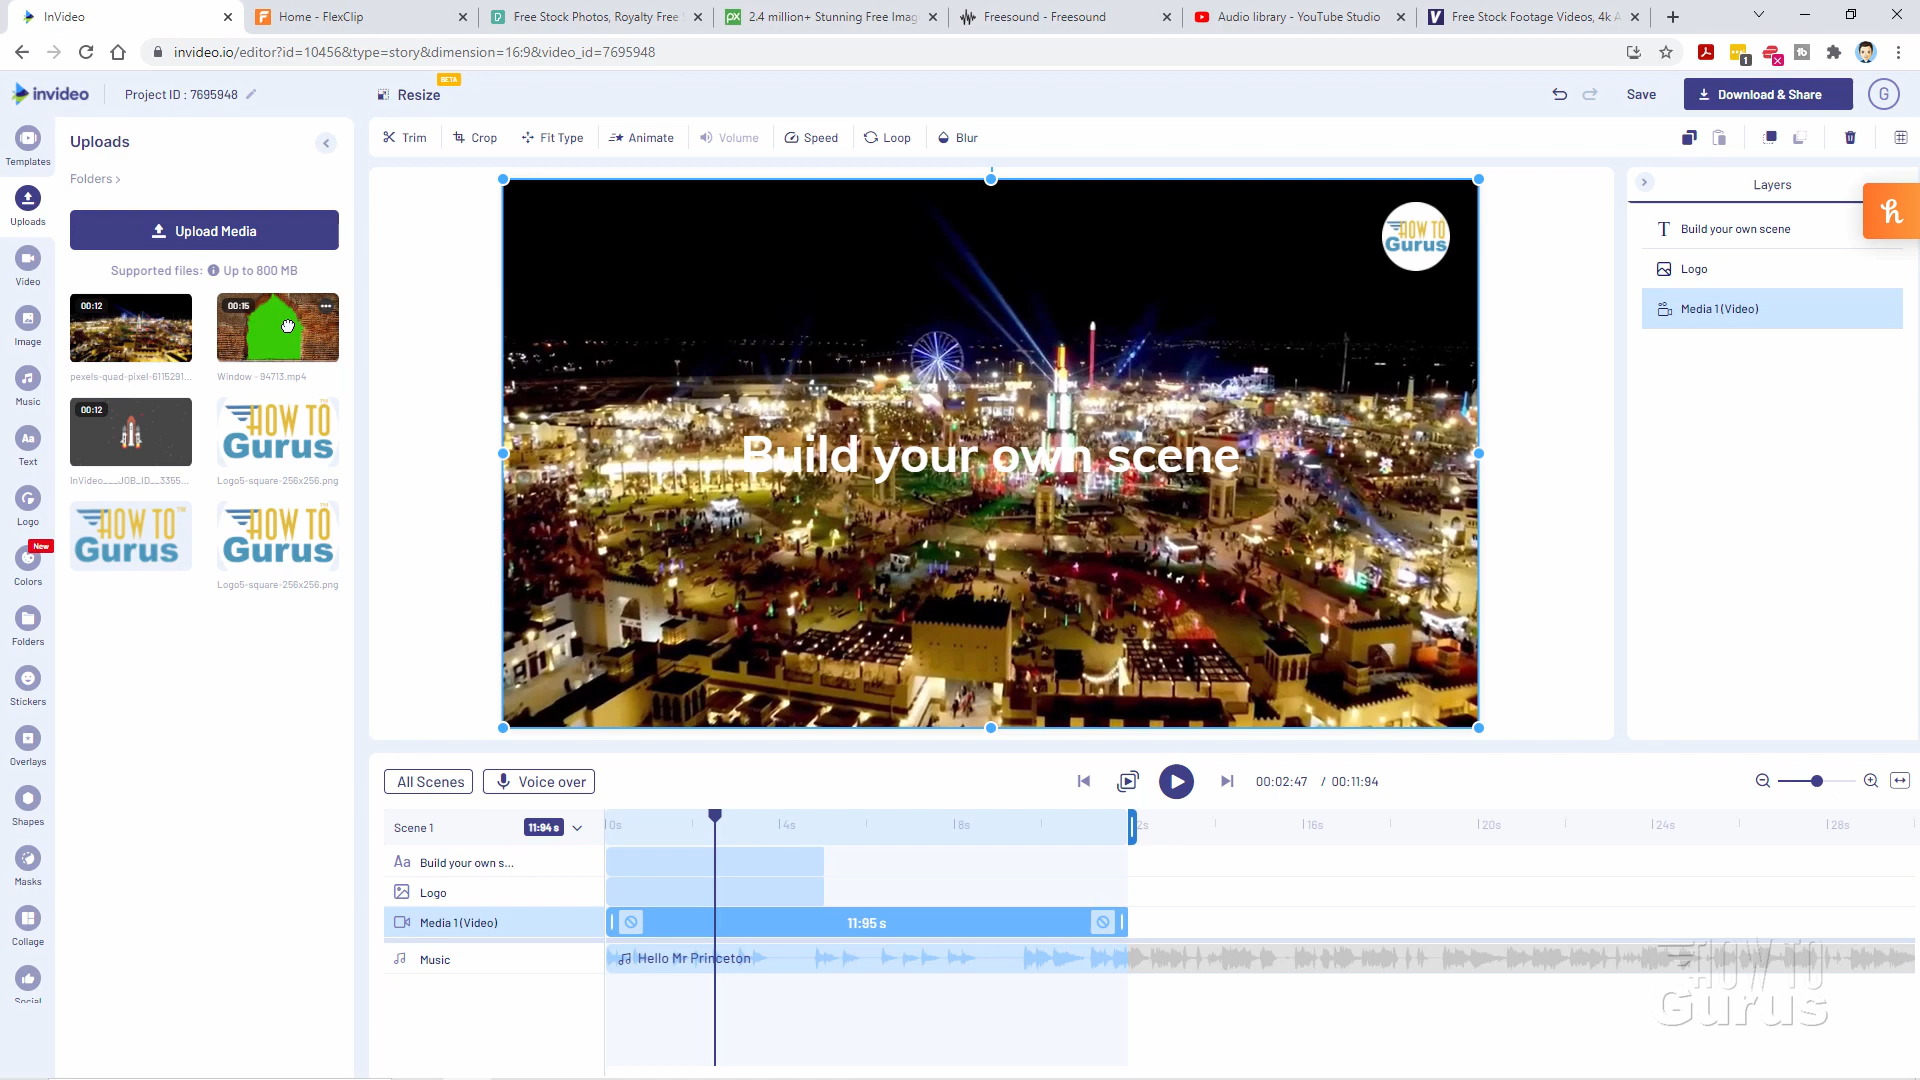 InVideo
Home - FlexClip
Free Stock Photos, Royalty Free
2.4 million+ Stunning Free Imag
Freesound - Freesound
Audio library - YouTube Studio
Free Stock Footage Videos, 4k A
invideo.io/editor?id=10456&type=story&dimension=16:9&video_id=7695948
1
invideo
Project ID : 7695948
Resize
BETA
Save
Download & Share
G
Templates
Uploads
Video
Image
Music
Aa
Text
Logo
New
Colors
Folders
Stickers
Overlays
Shapes
Masks
Collage
Social
Uploads
Folders >
Upload Media
Supported files: Up to 800 MB
00:12
00:15
pexels-quad-pixel-6115291...
Window - 94713.mp4
00:12
HOW TO
Gurus
InVideo___JOB_ID__3355...
Logo5-square-256x256.png
HOW TO
Gurus
HOW TO
Gurus
Logo5-square-256x256.png
Trim
Crop
Fit Type
Animate
Volume
Speed
Loop
Blur
HOW TO
Gurus
Build your own scene
Layers
Build your own scene
Logo
Media 1 (Video)
All Scenes
Voice over
00:02:47 / 00:11:94
Scene 1
11:94 s
0s
4s
8s
2s
16s
20s
24s
28s
Aa
Build your own s...
Logo
Media 1 (Video)
11:95 s
Music
Hello Mr Princeton
HOW TO
Gurus